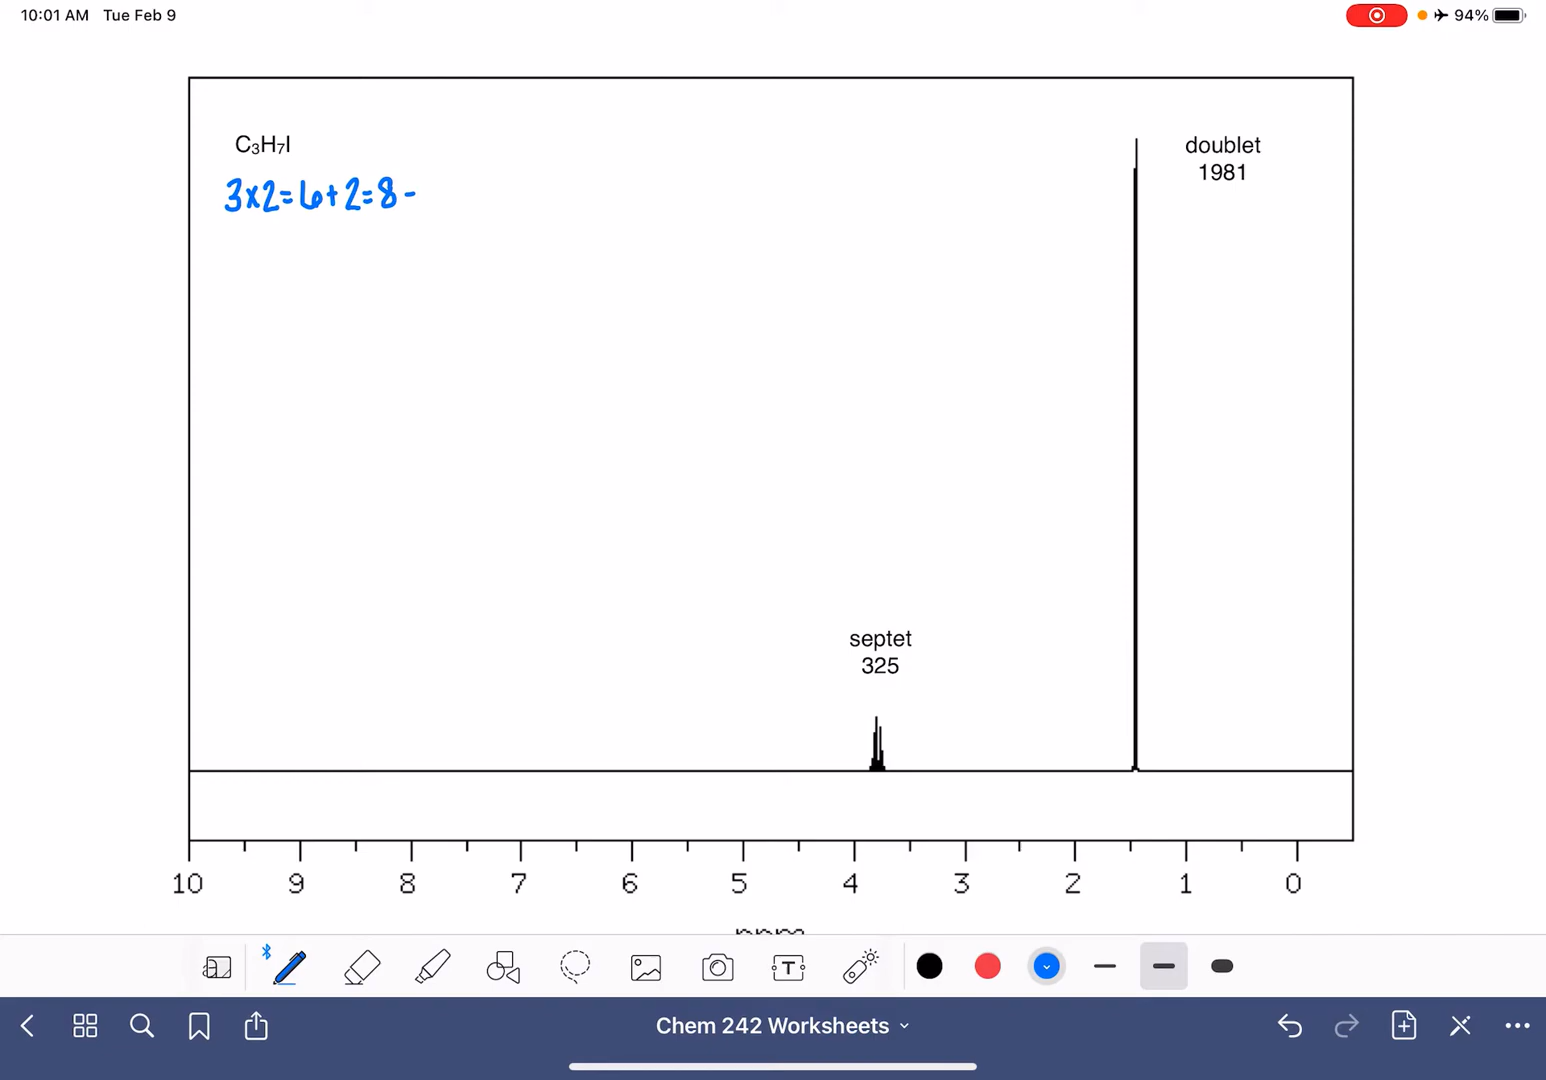 10:01 AM Tue Feb 9
94%
C₃H₇I
doublet
1981
3x2=6+2=8-
septet
325
10 9 8 7 6 5 4 3 2 1 0
ppm
T
Chem 242 Worksheets